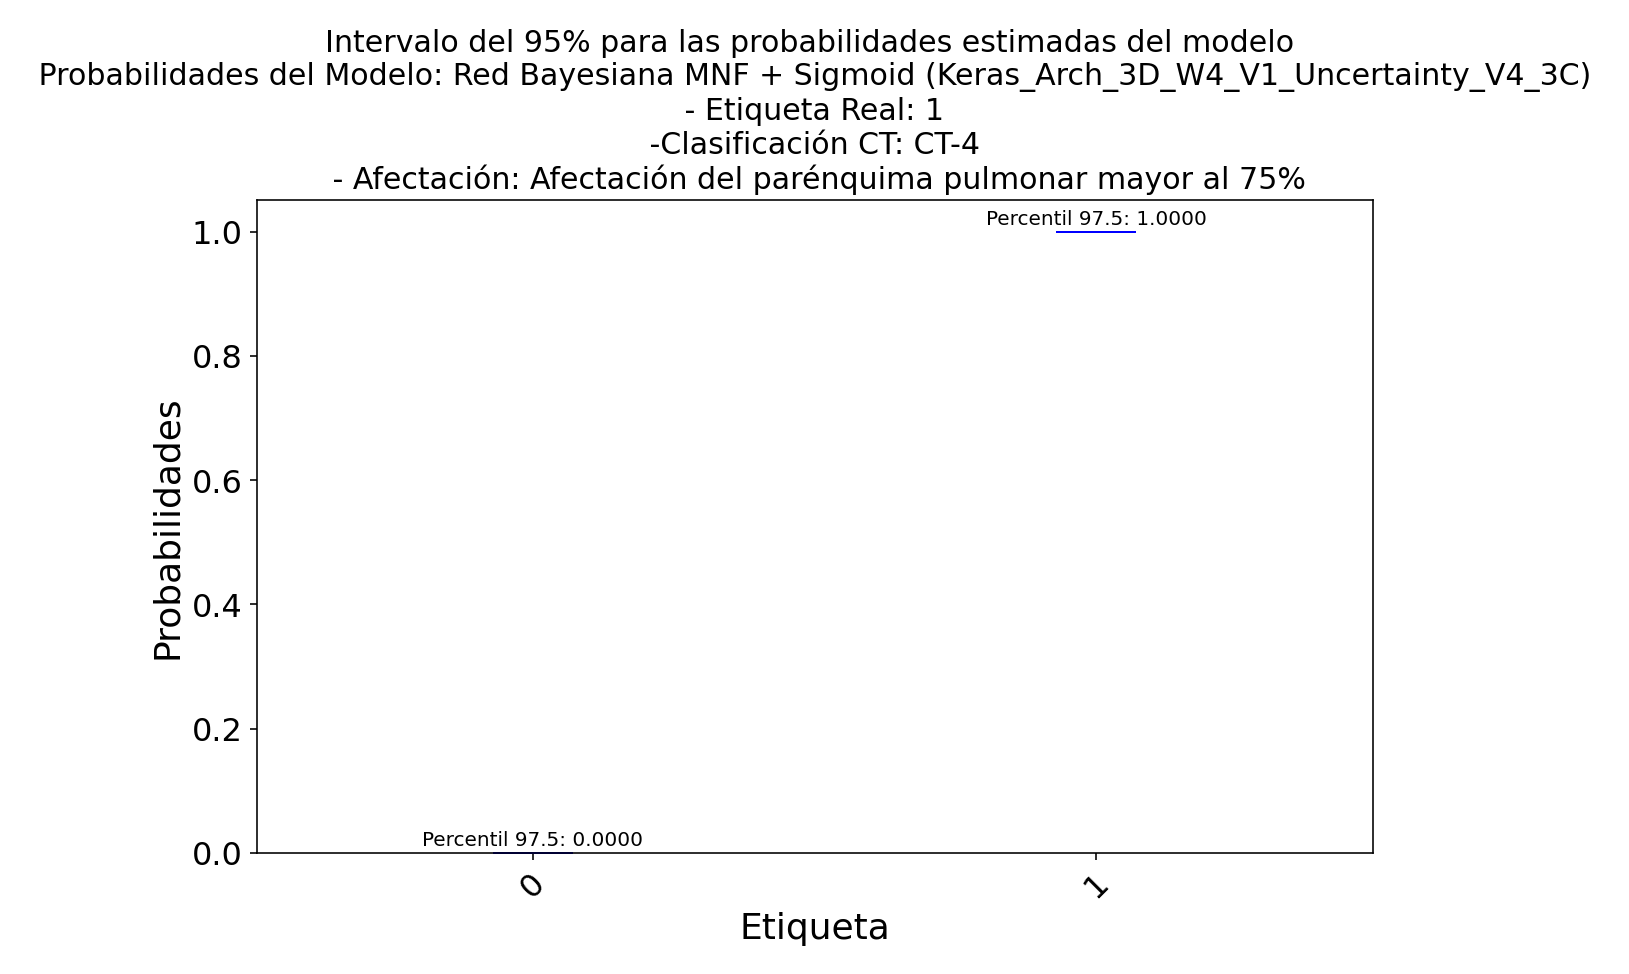 Intervalo del 95% para las probabilidades estimadas del modelo
Probabilidades del Modelo: Red Bayesiana MNF + Sigmoid (Keras_Arch_3D_W4_V1_Uncertainty_V4_3C)
- Etiqueta Real: 1
-Clasificación CT: CT-4
- Afectación: Afectación del parénquima pulmonar mayor al 75%
Percentil 97.5: 1.0000
1.0
0.8
0.6
0.4
0.2
0.0
Probabilidades
Percentil 97.5: 0.0000
0
1
Etiqueta